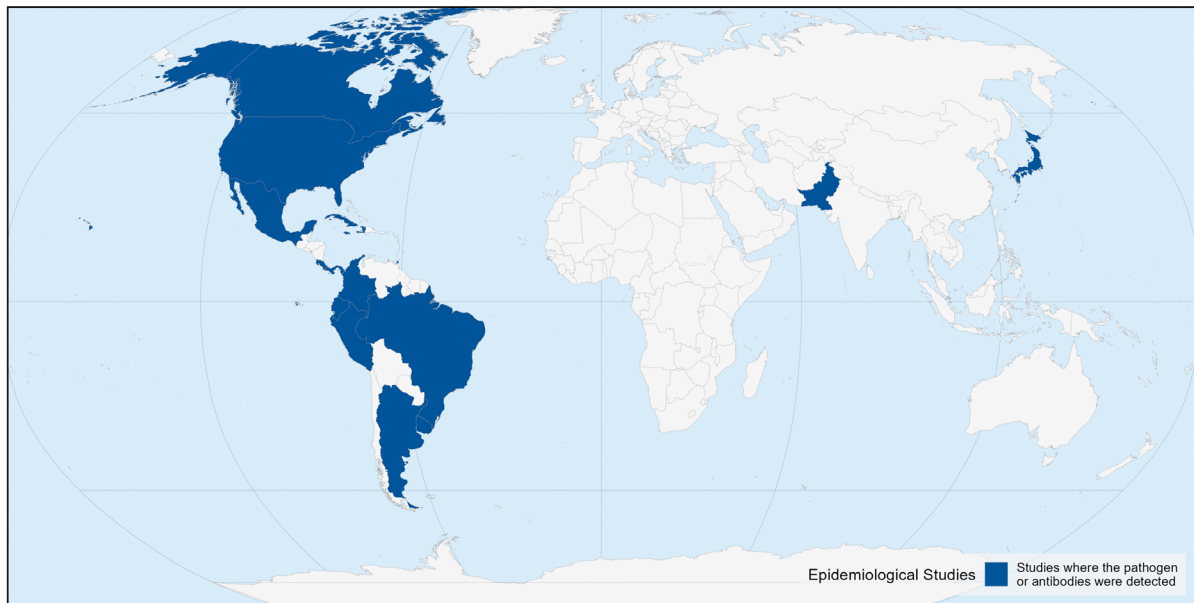 Epidemiological Studies
Studies where the pathogen
or antibodies were detected